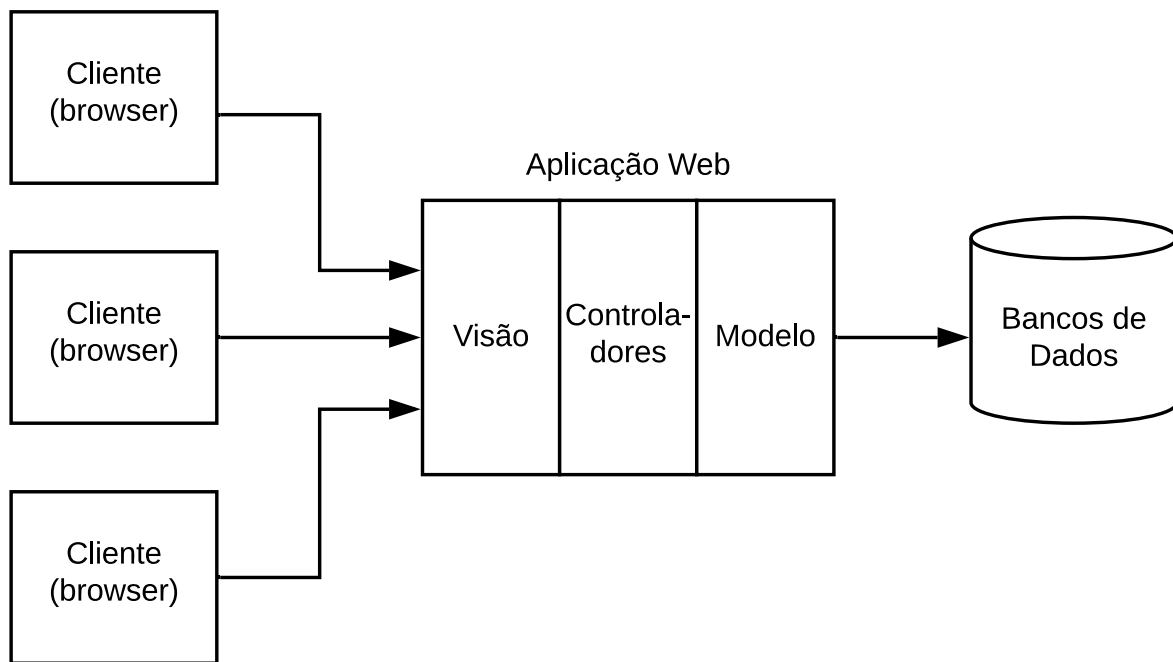 Cliente
(browser)
Aplicação Web
Cliente
(browser)
Visão
Controla-
dores
Modelo
Bancos de
Dados
Cliente
(browser)